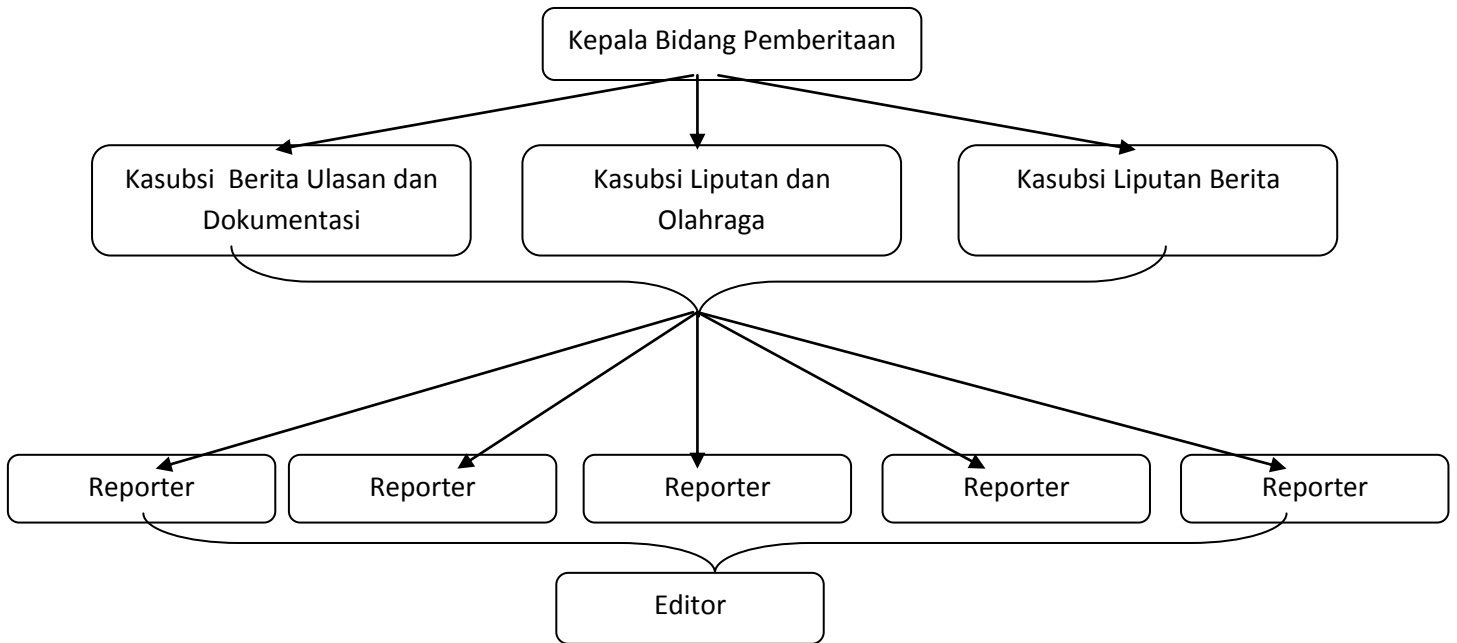 Kepala Bidang Pemberitaan
Kasubsi Berita Ulasan dan
Dokumentasi
Kasubsi Liputan dan
Olahraga
Kasubsi Liputan Berita
Reporter
Reporter
Reporter
Reporter
Reporter
Editor